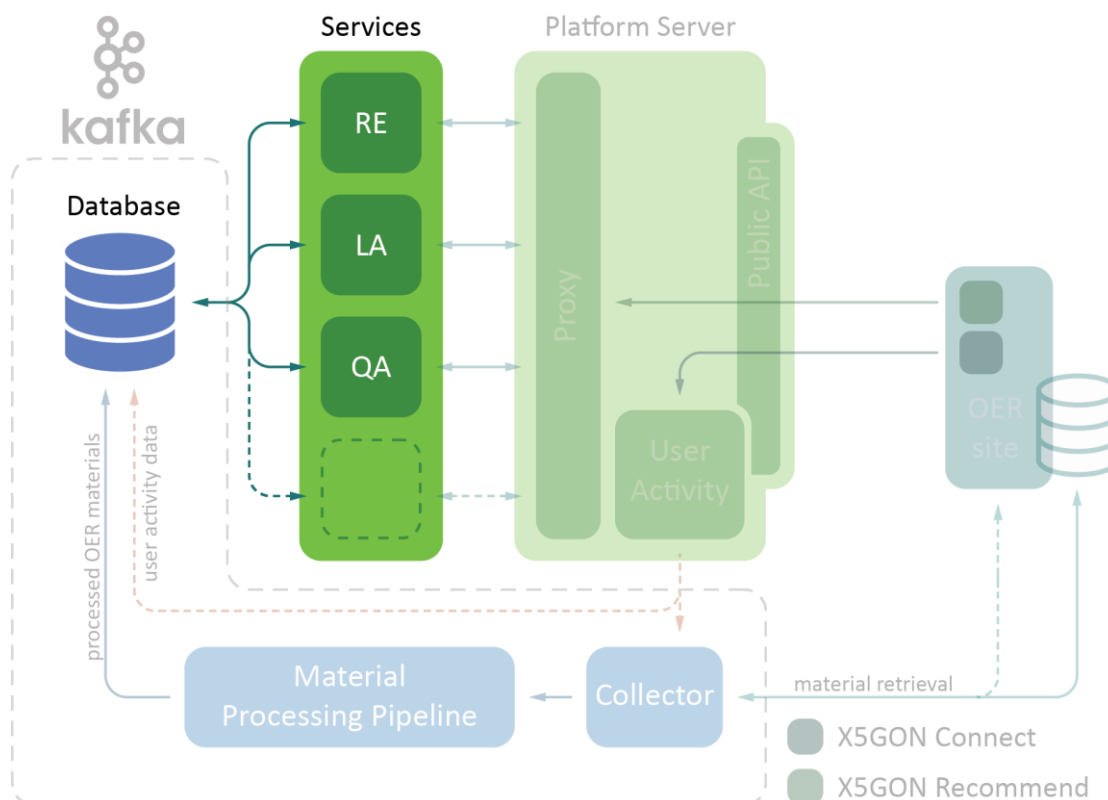 Services
Platform Server
kafka
Database
RE
LA
QA
Proxy
Public API
User
Activity
OER
site
processed OER materials
user activity data
Material
Processing Pipeline
Collector
material retrieval
X5GON Connect
X5GON Recommend